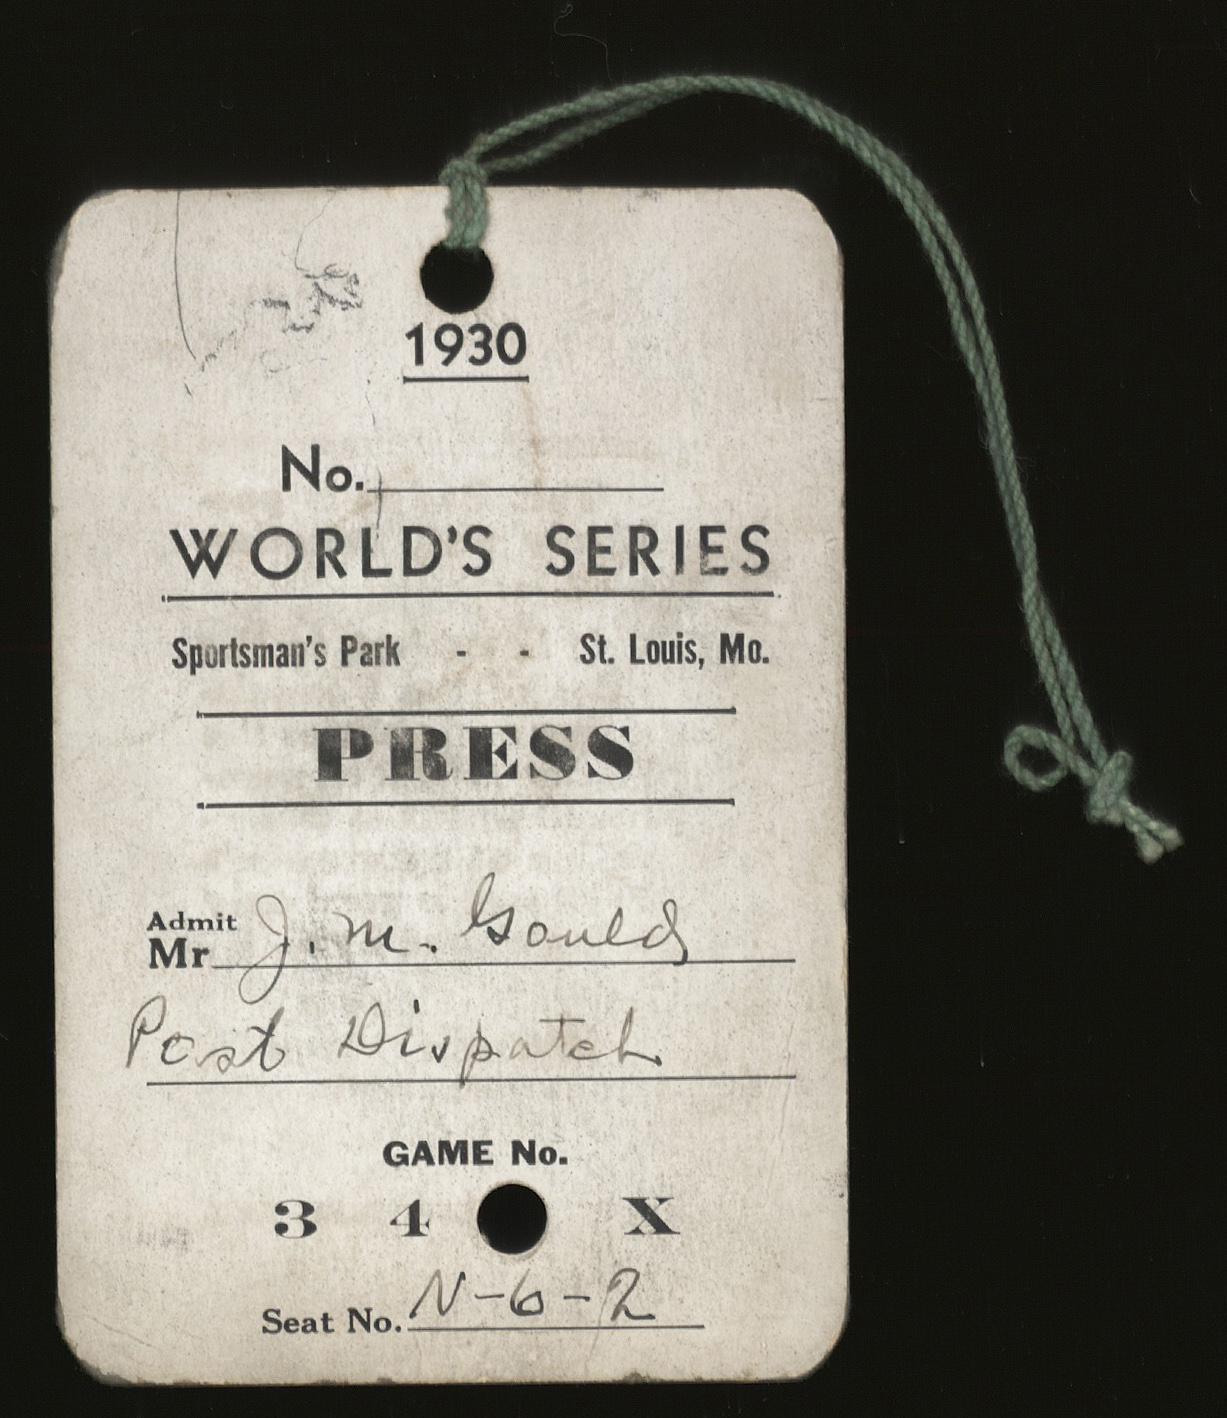 1930
No.
WORLD'S SERIES
Sportsman's Park - - St. Louis, Mo.
PRESS
Admit
Mr J. M. Gould
Post Dispatch
GAME No.
3 4 X
Seat No. N-6-2